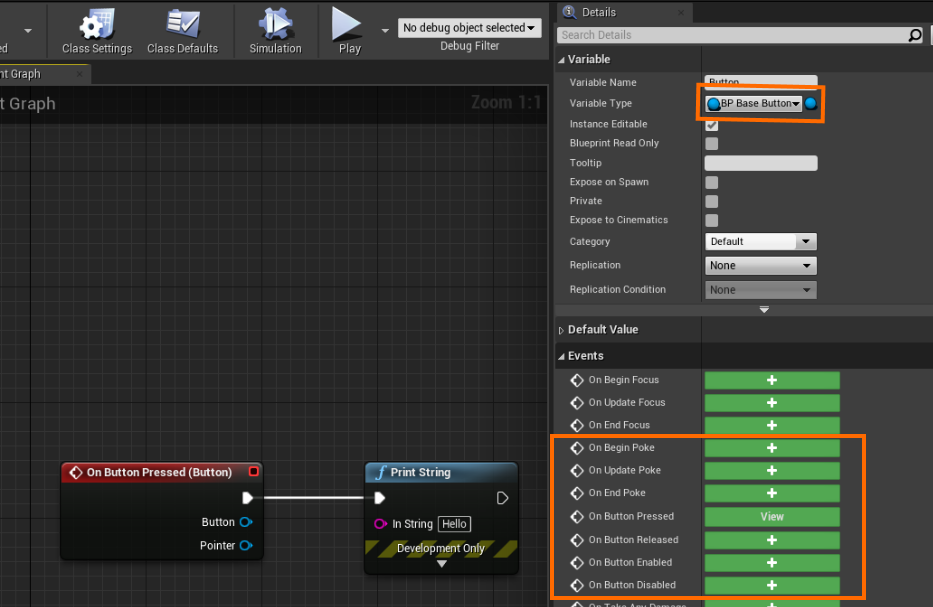 ed
Class Settings
Class Defaults
Simulation
Play
No debug object selected
Debug Filter
nt Graph
t Graph
Zoom 1:1
On Button Pressed (Button)
Button
Pointer
f Print String
In String Hello
Development Only
Details
Search Details
Variable
Variable Name Button
Variable Type BP Base Button
Instance Editable
Blueprint Read Only
Tooltip
Expose on Spawn
Private
Expose to Cinematics
Category Default
Replication None
Replication Condition None
Default Value
Events
On Begin Focus
On Update Focus
On End Focus
On Begin Poke
On Update Poke
On End Poke
On Button Pressed View
On Button Released
On Button Enabled
On Button Disabled
On Take Any Damage